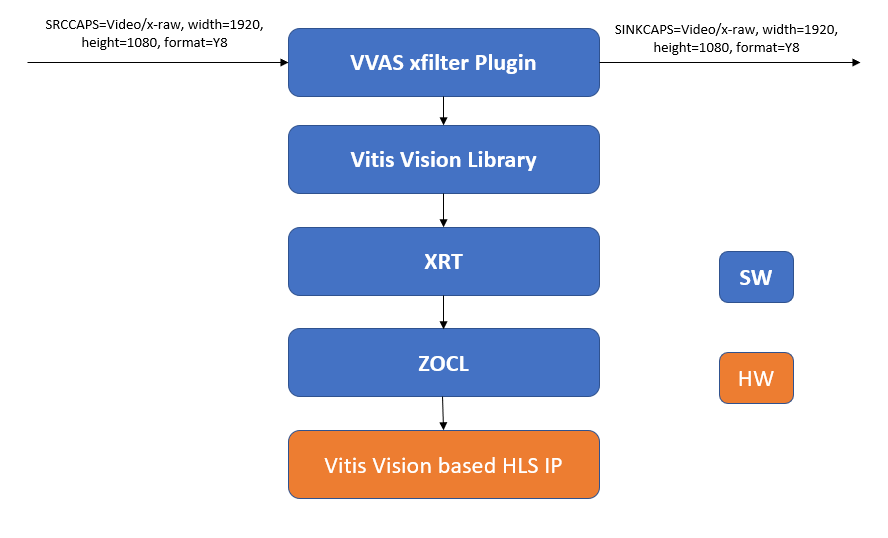 SRCCAPS=Video/x-raw, width=1920,
height=1080, format=Y8
SINKCAPS=Video/x-raw, width=1920,
height=1080, format=Y8
VVAS xfilter Plugin
Vitis Vision Library
XRT
SW
ZOCL
HW
Vitis Vision based HLS IP